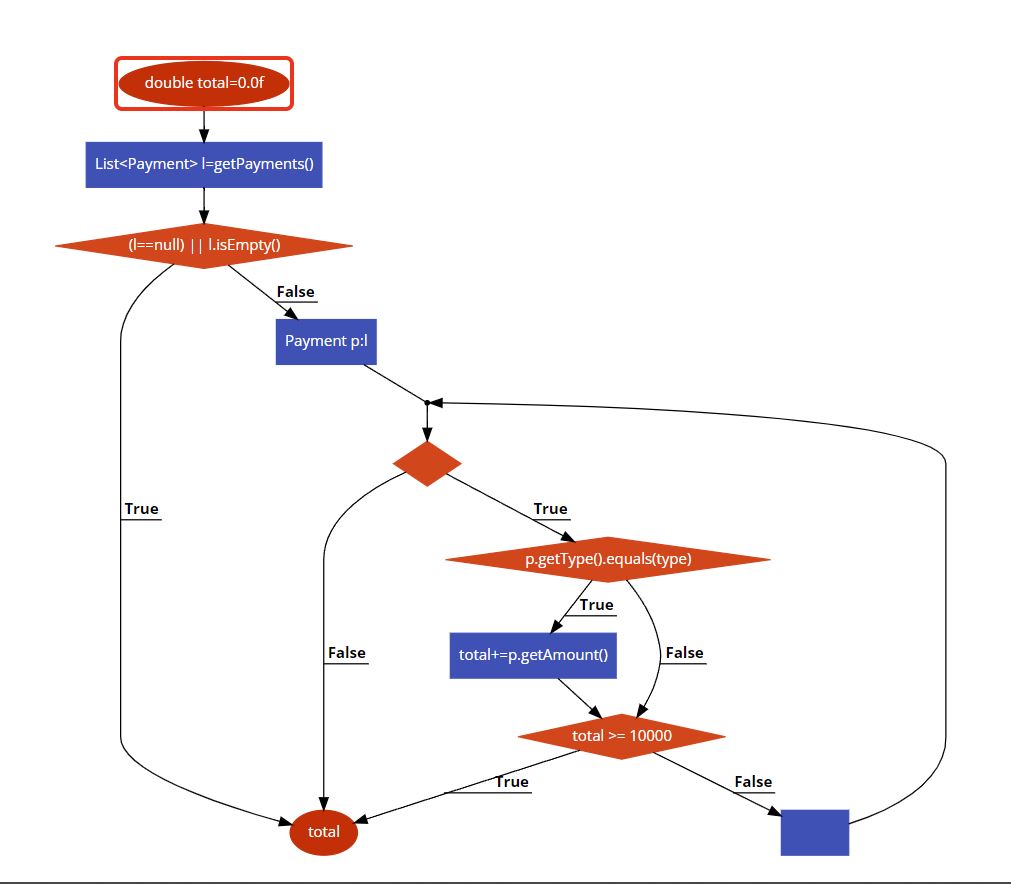 double total=0.0f
List<Payment> l=getPayments()
(l==null) || l.isEmpty()
False
Payment p:l
True
True
p.getType().equals(type)
True
False
total+=p.getAmount()
False
total >= 10000
True
False
total